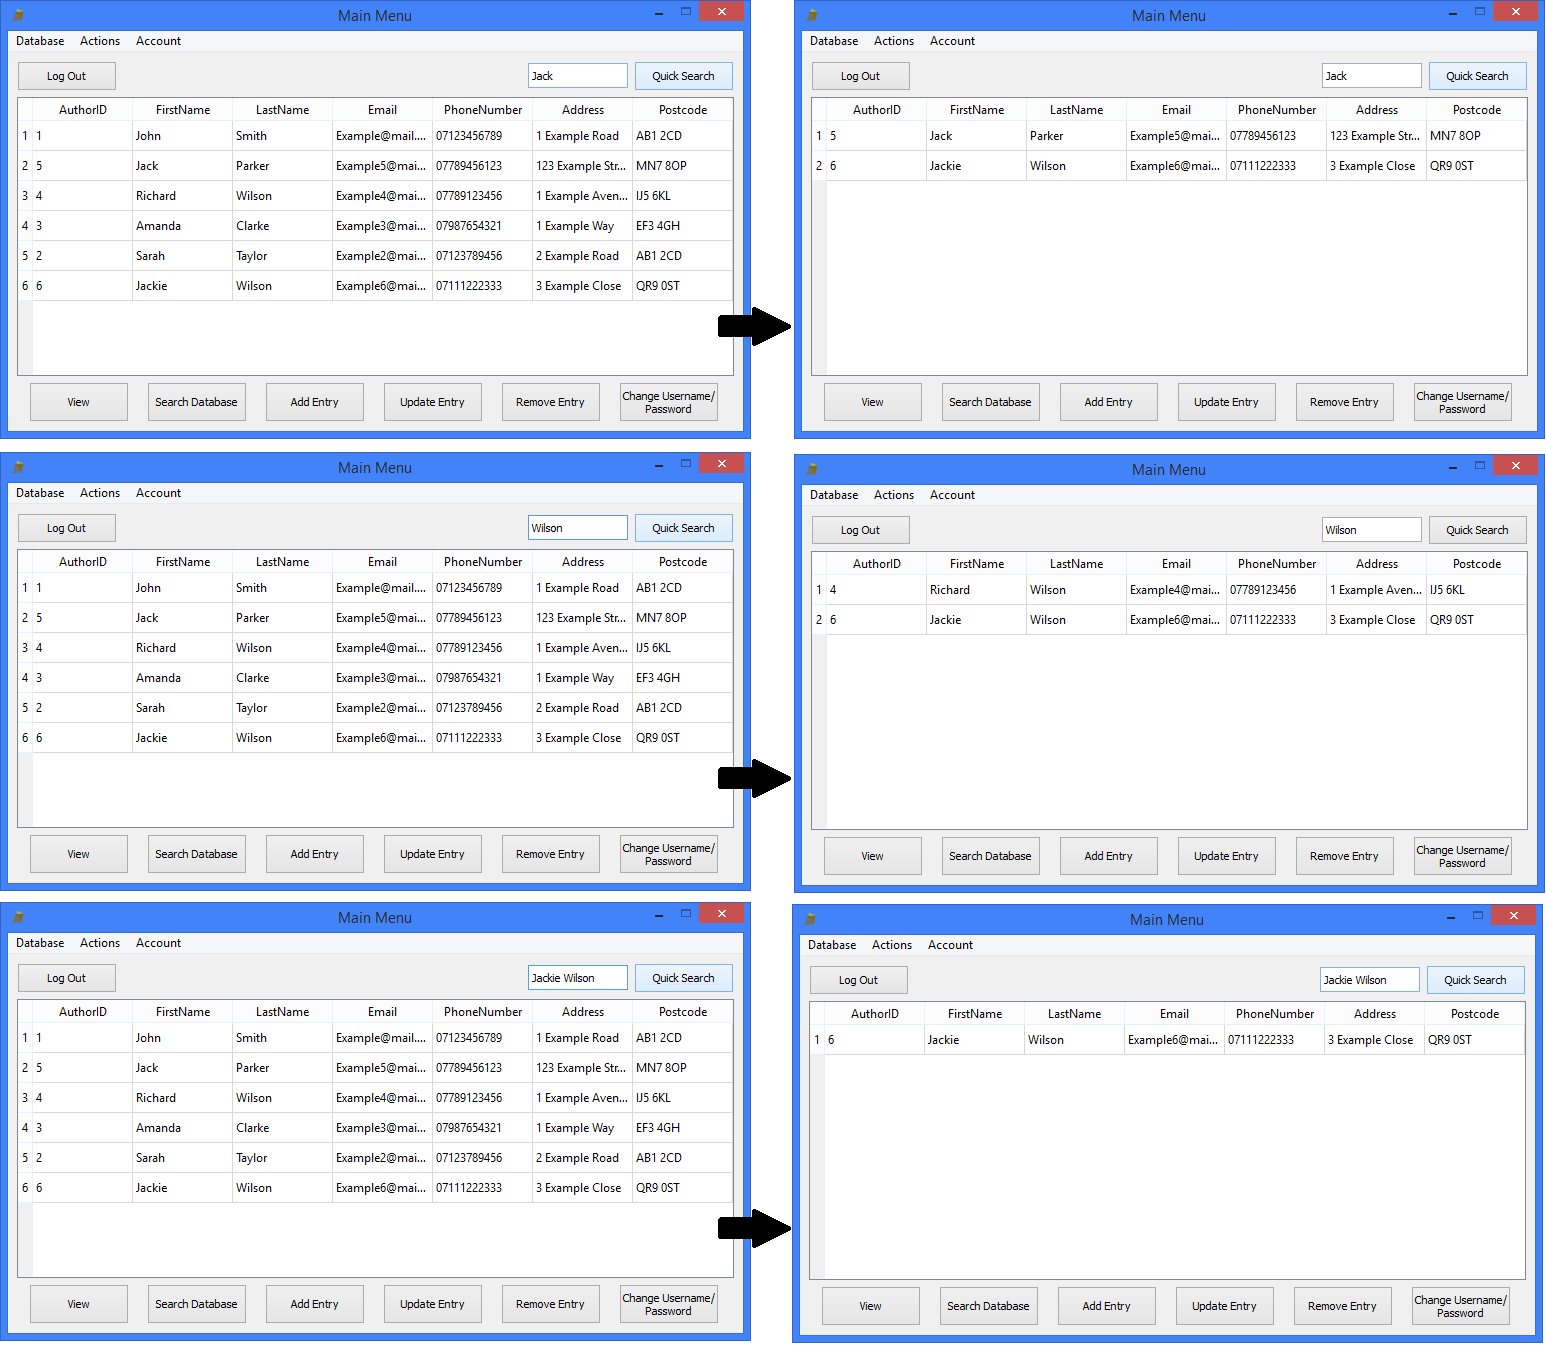 Main Menu
Database Actions Account
Log Out Jack Quick Search
AuthorID FirstName LastName Email PhoneNumber Address Postcode
1 1 John Smith Example@mail.... 07123456789 1 Example Road AB1 2CD
2 5 Jack Parker Example5@mai... 07789456123 123 Example Str... MN7 8OP
3 4 Richard Wilson Example4@mai... 07789123456 1 Example Aven... IJ5 6KL
4 3 Amanda Clarke Example3@mai... 07987654321 1 Example Way EF3 4GH
5 2 Sarah Taylor Example2@mai... 07123789456 2 Example Road AB1 2CD
6 6 Jackie Wilson Example6@mai... 07111222333 3 Example Close QR9 0ST
View Search Database Add Entry Update Entry Remove Entry Change Username/
Password
Main Menu
Database Actions Account
Log Out Jack Quick Search
AuthorID FirstName LastName Email PhoneNumber Address Postcode
1 5 Jack Parker Example5@mai... 07789456123 123 Example Str... MN7 8OP
2 6 Jackie Wilson Example6@mai... 07111222333 3 Example Close QR9 0ST
View Search Database Add Entry Update Entry Remove Entry Change Username/
Password
Main Menu
Database Actions Account
Log Out Wilson Quick Search
AuthorID FirstName LastName Email PhoneNumber Address Postcode
1 1 John Smith Example@mail.... 07123456789 1 Example Road AB1 2CD
2 5 Jack Parker Example5@mai... 07789456123 123 Example Str... MN7 8OP
3 4 Richard Wilson Example4@mai... 07789123456 1 Example Aven... IJ5 6KL
4 3 Amanda Clarke Example3@mai... 07987654321 1 Example Way EF3 4GH
5 2 Sarah Taylor Example2@mai... 07123789456 2 Example Road AB1 2CD
6 6 Jackie Wilson Example6@mai... 07111222333 3 Example Close QR9 0ST
View Search Database Add Entry Update Entry Remove Entry Change Username/
Password
Main Menu
Database Actions Account
Log Out Wilson Quick Search
AuthorID FirstName LastName Email PhoneNumber Address Postcode
1 4 Richard Wilson Example4@mai... 07789123456 1 Example Aven... IJ5 6KL
2 6 Jackie Wilson Example6@mai... 07111222333 3 Example Close QR9 0ST
View Search Database Add Entry Update Entry Remove Entry Change Username/
Password
Main Menu
Database Actions Account
Log Out Jackie Wilson Quick Search
AuthorID FirstName LastName Email PhoneNumber Address Postcode
1 1 John Smith Example@mail.... 07123456789 1 Example Road AB1 2CD
2 5 Jack Parker Example5@mai... 07789456123 123 Example Str... MN7 8OP
3 4 Richard Wilson Example4@mai... 07789123456 1 Example Aven... IJ5 6KL
4 3 Amanda Clarke Example3@mai... 07987654321 1 Example Way EF3 4GH
5 2 Sarah Taylor Example2@mai... 07123789456 2 Example Road AB1 2CD
6 6 Jackie Wilson Example6@mai... 07111222333 3 Example Close QR9 0ST
View Search Database Add Entry Update Entry Remove Entry Change Username/
Password
Main Menu
Database Actions Account
Log Out Jackie Wilson Quick Search
AuthorID FirstName LastName Email PhoneNumber Address Postcode
1 6 Jackie Wilson Example6@mai... 07111222333 3 Example Close QR9 0ST
View Search Database Add Entry Update Entry Remove Entry Change Username/
Password